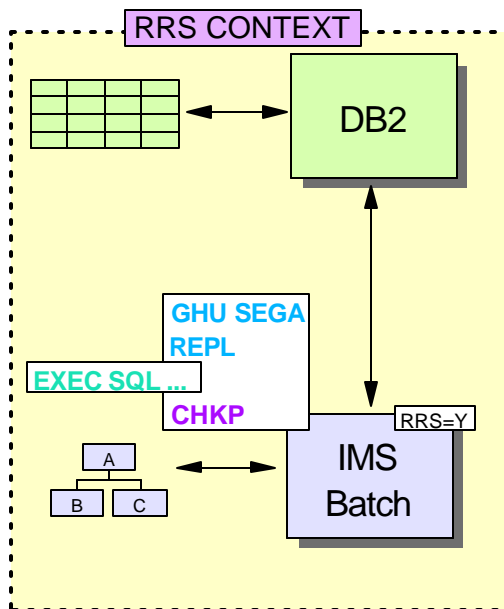 RRS CONTEXT
DB2
GHU SEGA
REPL
EXEC SQL ...
CHKP
RRS=Y
A
B C
IMS
Batch